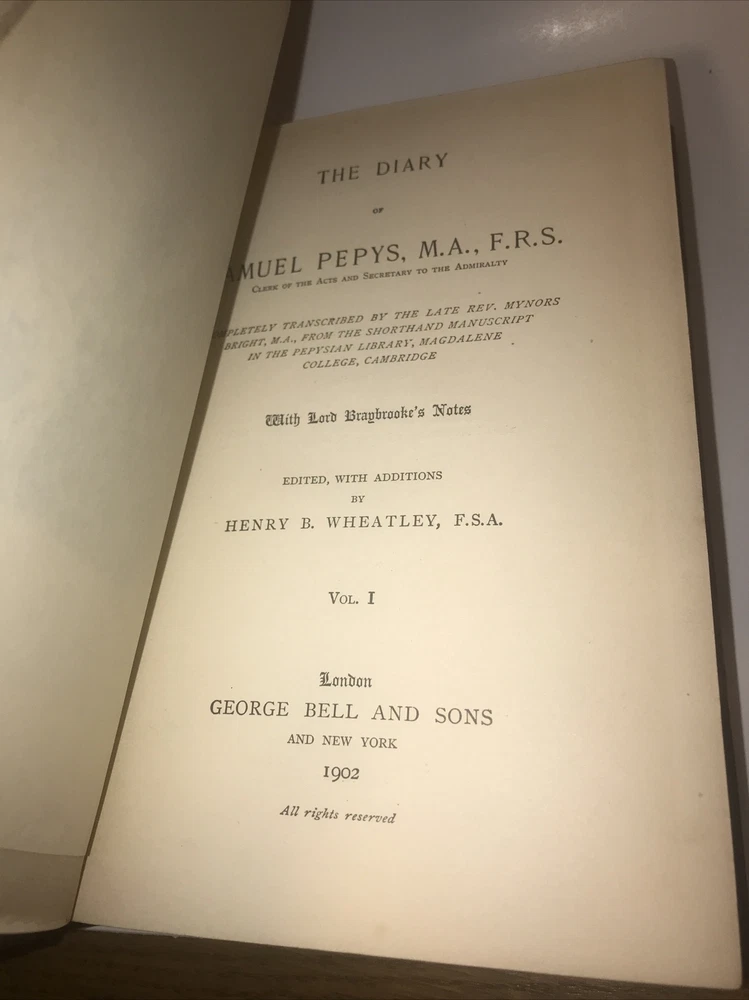 THE DIARY
OF
AMUEL PEPYS, M.A., F.R.S.
CLERK OF THE ACTS AND SECRETARY TO THE ADMIRALTY
PLETELY TRANSCRIBED BY THE LATE REV. MYNORS
BRIGHT, M.A., FROM THE SHORTHAND MANUSCRIPT
IN THE PEPYSIAN LIBRARY, MAGDALENE
COLLEGE, CAMBRIDGE
With Lord Braybrooke's Notes
EDITED, WITH ADDITIONS
BY
HENRY B. WHEATLEY, F.S.A.
VOL. I
London
GEORGE BELL AND SONS
AND NEW YORK
1902
All rights reserved